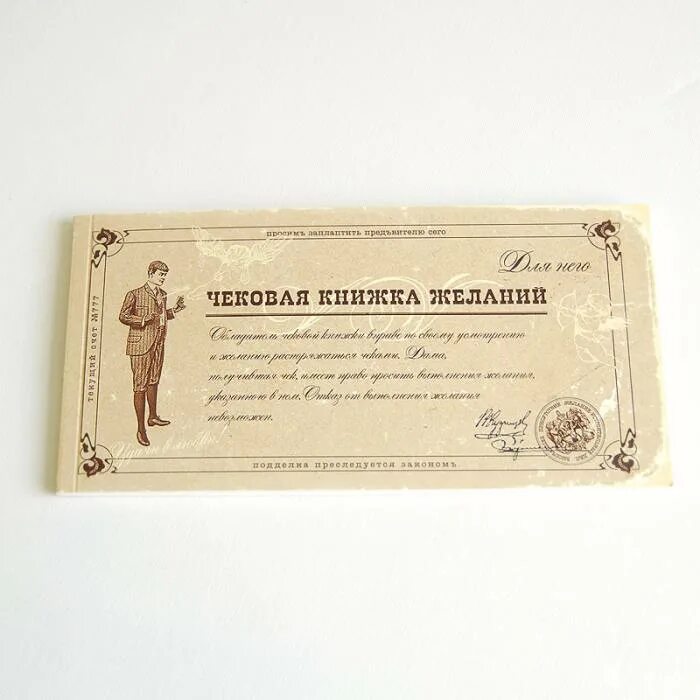 просимъ заплатить предъявителю сего
Для него
ЧЕКОВАЯ КНИЖКА ЖЕЛАНИЙ
текущий счет №777
Обладатель чековой книжки вправе по своему усмотрению
и желанию распоряжаться чеками. Дама,
получившая чек, имеет право просить выполнения желания,
указанного в нем. Отказ от выполнения желания
невозможен.
Удачи в любви!
подделка преследуется закономъ.